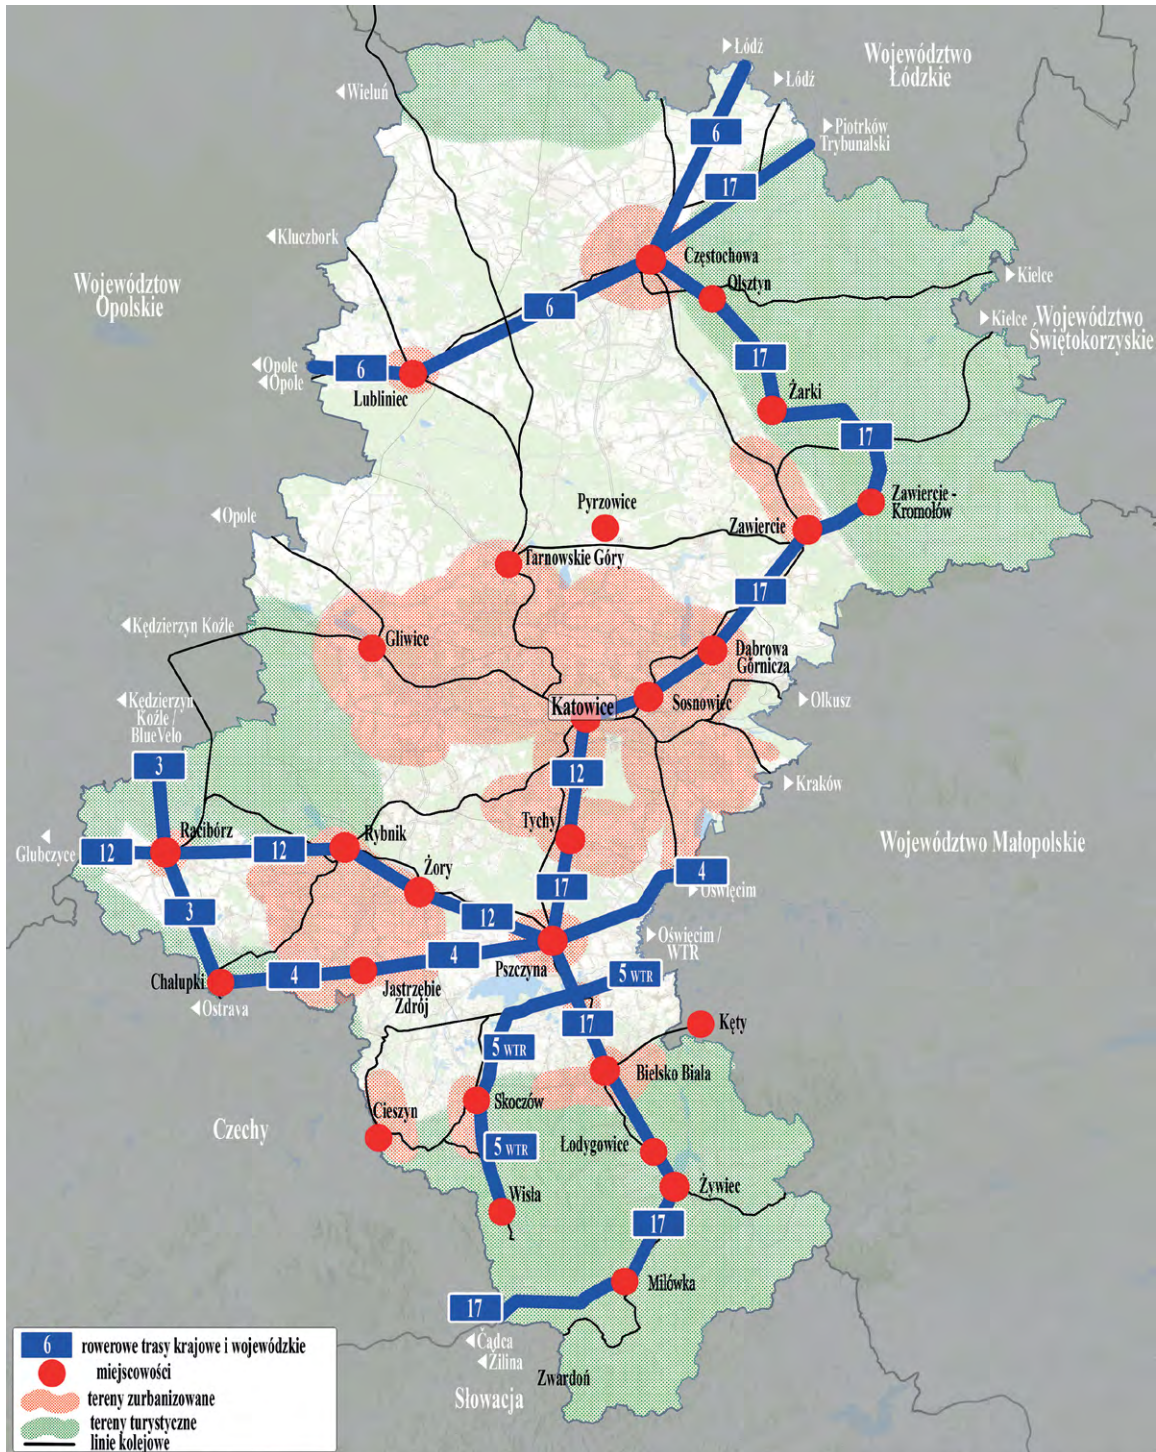 Łódź
Województwo
Łódzkie
Łódź
Wieluń
6
Piotrków
Trybunalski
17
Kluczbork
Częstochowa
Województow
Opolskie
Olsztyn
Kielce
6
Kielce
Województwo
Świętokorzyskie
17
Opole
Opole
6
Lubliniec
Żarki
17
Pyrzowice
Zawiercie -
Kromołów
Opole
Zawiercie
Tarnowskie Góry
17
Kędzierzyn Koźle
Gliwice
Dąbrowa
Górnicza
Kędzierzyn
Koźle /
BlueVelo
Katowice
Sosnowiec
Olkusz
3
12
Kraków
Racibórz
Rybnik
Tychy
Województwo Małopolskie
Głubczyce
12
12
Żory
4
Oświęcim
17
3
12
Oświęcim /
WTR
4
Pszczyna
Chałupki
4
Jastrzębie
Zdrój
5 WTR
Ostrava
17
Kęty
5 WTR
Bielsko Biała
Skoczów
Cieszyn
Czechy
5 WTR
Łodygowice
Wisła
Żywiec
17
Milówka
17
Čadca
Žilina
Zwardoń
Słowacja
6 rowerowe trasy krajowe i wojewódzkie
miejscowości
tereny zurbanizowane
tereny turystyczne
linie kolejowe